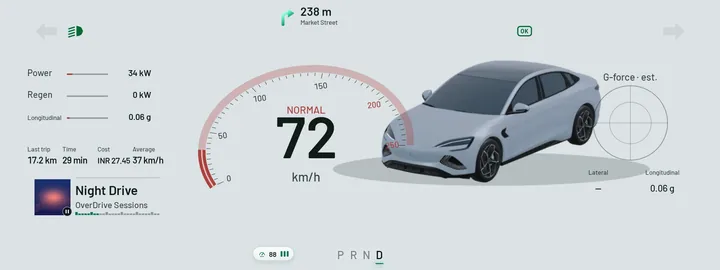 238 m
Market Street
OK
Power 34 kW
Regen 0 kW
Longitudinal 0.06 g
Last trip Time Cost Average
17.2 km 29 min INR 27.45 37 km/h
Night Drive
OverDrive Sessions
0
50
100
150
200
NORMAL
72
km/h
G-force · est.
Lateral Longitudinal
– 0.06 g
88
P R N D